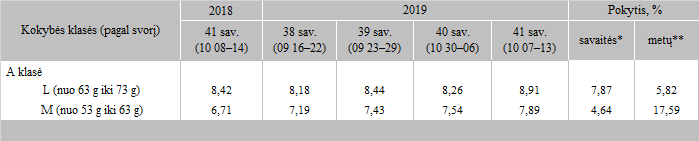 Kokybės klasės (pagal svorį) 2018 2019 Pokytis, %
41 sav. (10 08–14) 38 sav. (09 16–22) 39 sav. (09 23–29) 40 sav. (10 30–06) 41 sav. (10 07–13) savaitės* metų**
A klasė
L (nuo 63 g iki 73 g) 8,42 8,18 8,44 8,26 8,91 7,87 5,82
M (nuo 53 g iki 63 g) 6,71 7,19 7,43 7,54 7,89 4,64 17,59